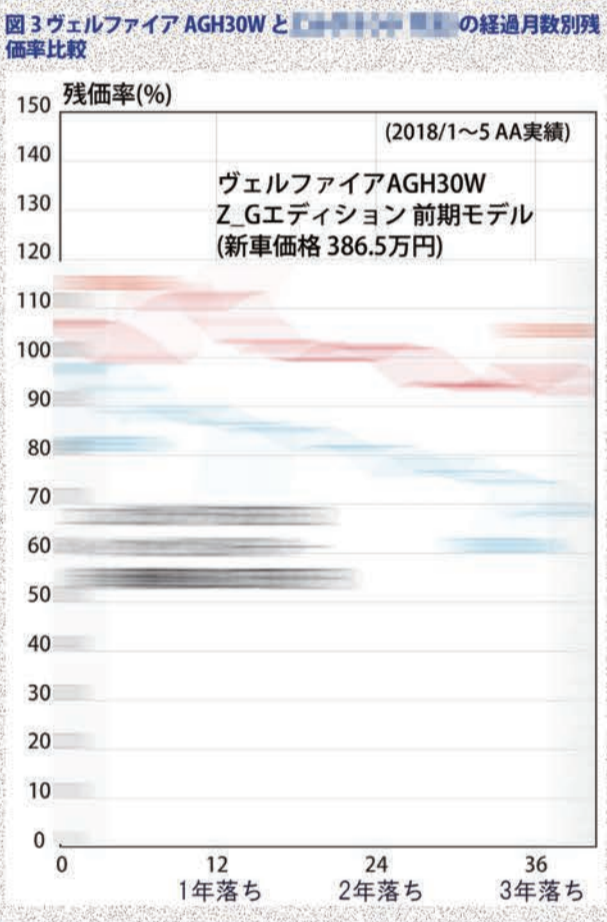 図3ヴェルファイア AGH30W と の経過月数別残
価率比較
残価率(%)
150
(2018/1〜5 AA実績)
140
ヴェルファイアAGH30W
130
Z_Gエディション 前期モデル
120
(新車価格 386.5万円)
110
100
90
80
70
60
50
40
30
20
10
0
0 12 24 36
1年落ち 2年落ち 3年落ち